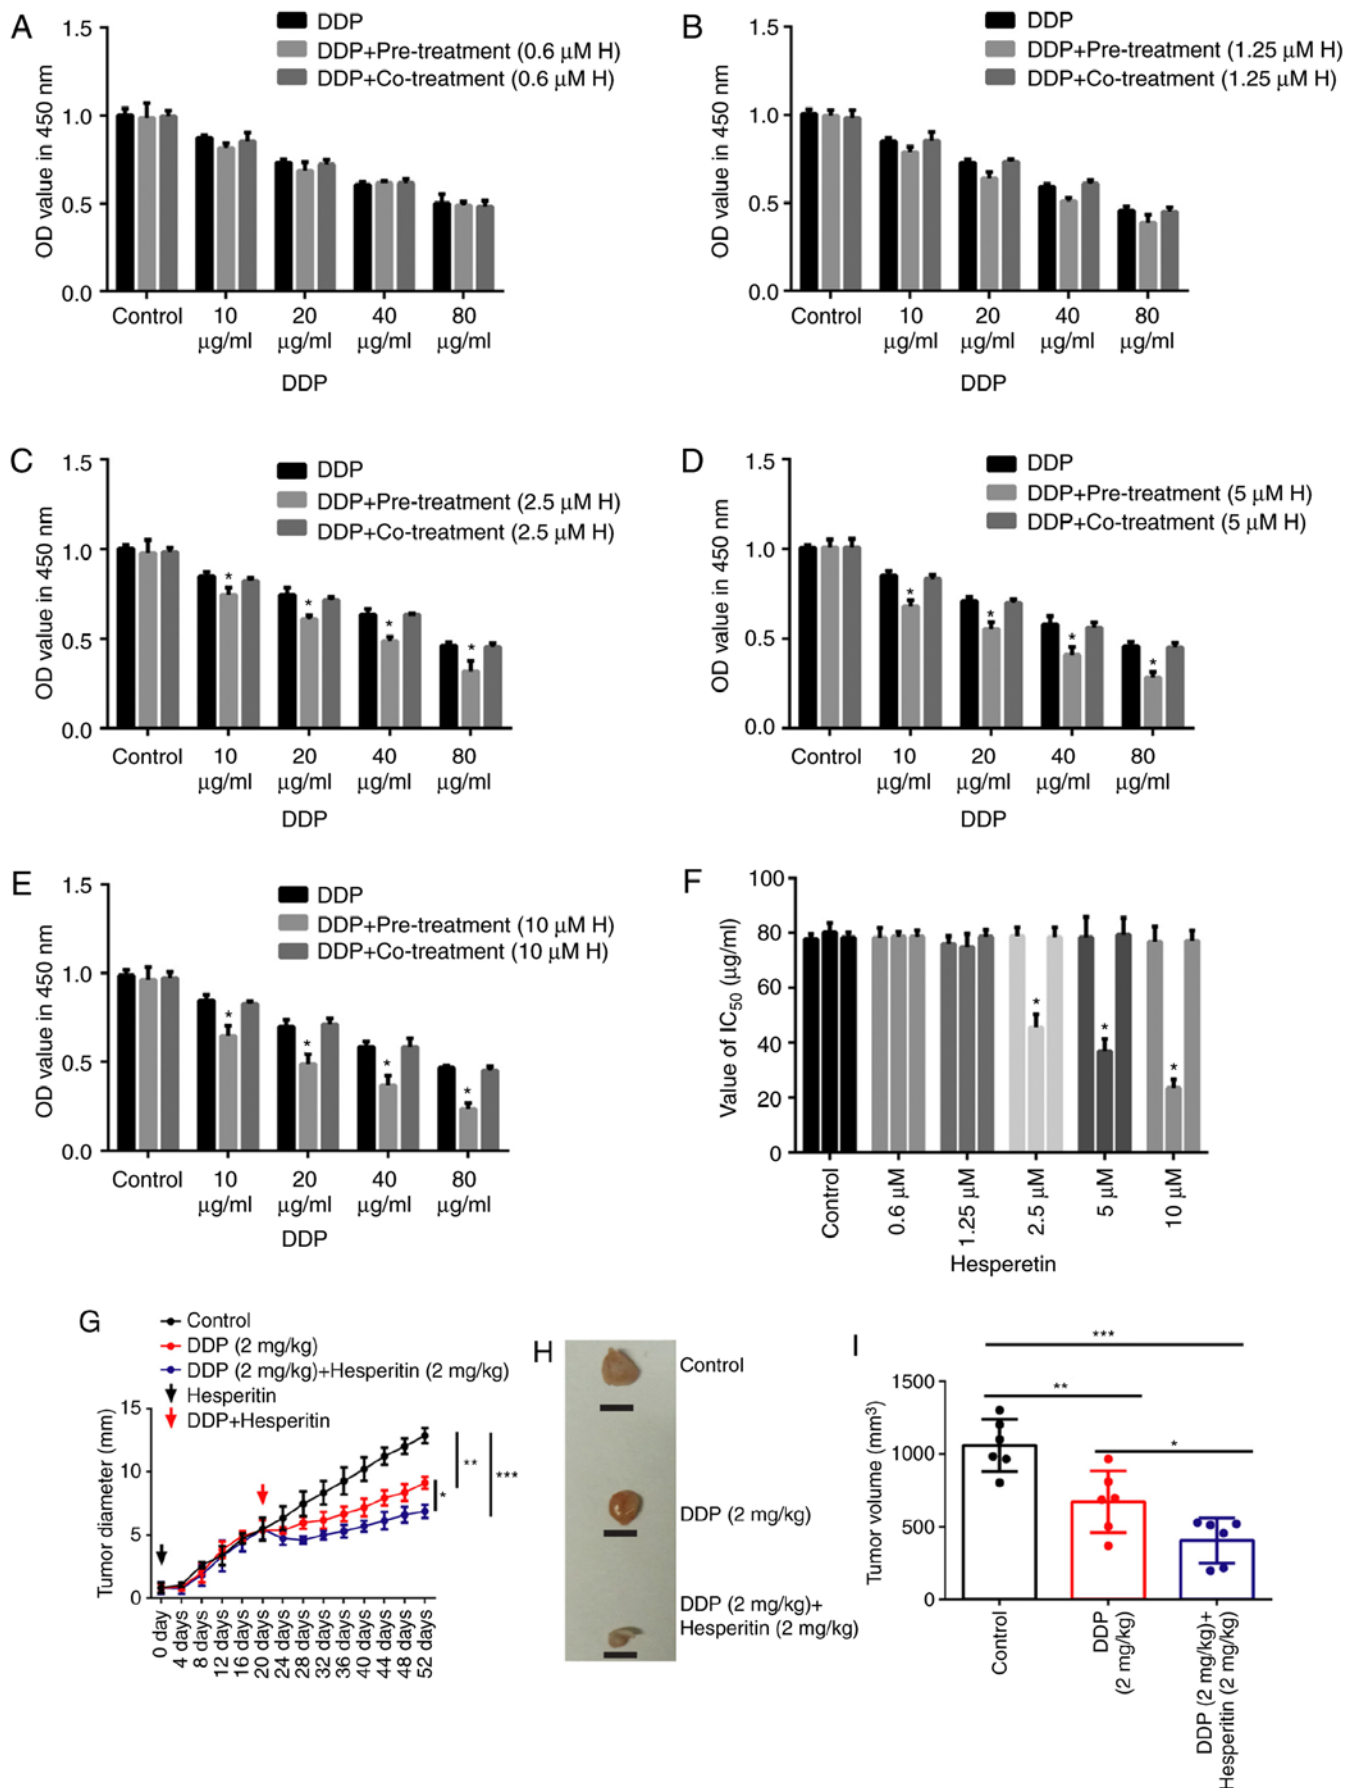 A
1.5
1.0
0.5
0.0
OD value in 450 nm
DDP
DDP+Pre-treatment (0.6 μM H)
DDP+Co-treatment (0.6 μM H)
Control 10 20 40 80
μg/ml μg/ml μg/ml μg/ml
DDP
B
1.5
1.0
0.5
0.0
OD value in 450 nm
DDP
DDP+Pre-treatment (1.25 μM H)
DDP+Co-treatment (1.25 μM H)
Control 10 20 40 80
μg/ml μg/ml μg/ml μg/ml
DDP
C
1.5
1.0
0.5
0.0
OD value in 450 nm
DDP
DDP+Pre-treatment (2.5 μM H)
DDP+Co-treatment (2.5 μM H)
* * * *
Control 10 20 40 80
μg/ml μg/ml μg/ml μg/ml
DDP
D
1.5
1.0
0.5
0.0
OD value in 450 nm
DDP
DDP+Pre-treatment (5 μM H)
DDP+Co-treatment (5 μM H)
* * * *
Control 10 20 40 80
μg/ml μg/ml μg/ml μg/ml
DDP
E
1.5
1.0
0.5
0.0
OD value in 450 nm
DDP
DDP+Pre-treatment (10 μM H)
DDP+Co-treatment (10 μM H)
* * * *
Control 10 20 40 80
μg/ml μg/ml μg/ml μg/ml
DDP
F
100
80
60
40
20
0
Value of IC50 (μg/ml)
* * *
Control 0.6 μM 1.25 μM 2.5 μM 5 μM 10 μM
Hesperetin
G
Control
DDP (2 mg/kg)
DDP (2 mg/kg)+Hesperitin (2 mg/kg)
Hesperitin
DDP+Hesperitin
15
10
5
0
Tumor diameter (mm)
** *** *
0 day 4 days 8 days 12 days 16 days 20 days 24 days 28 days 32 days 36 days 40 days 44 days 48 days 52 days
H
Control
DDP (2 mg/kg)
DDP (2 mg/kg)+
Hesperitin (2 mg/kg)
I
***
**
*
1500
1000
500
0
Tumor volume (mm3)
Control
DDP
(2 mg/kg)
DDP (2 mg/kg)+
Hesperitin (2 mg/kg)